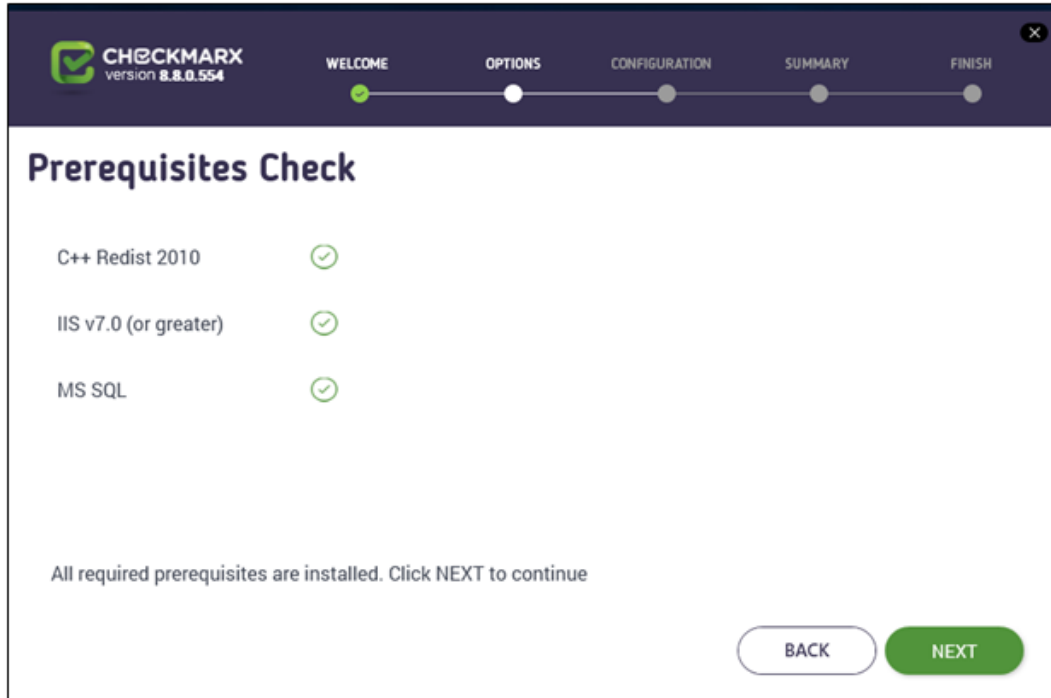 CHECKMARX
version 8.8.0.554
WELCOME OPTIONS CONFIGURATION SUMMARY FINISH
Prerequisites Check
C++ Redist 2010
IIS v7.0 (or greater)
MS SQL
All required prerequisites are installed. Click NEXT to continue
BACK NEXT